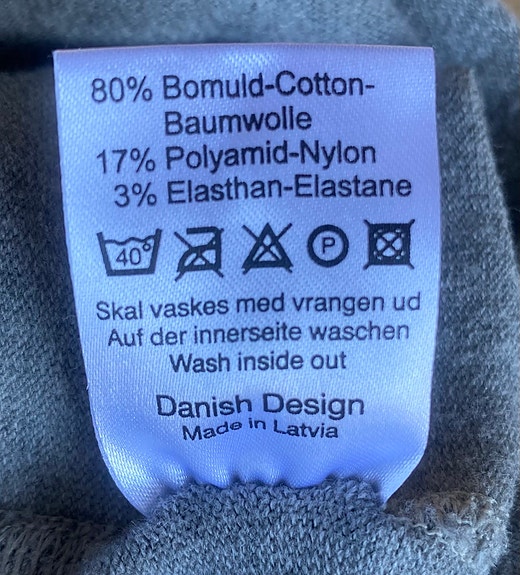 80% Bomuld-Cotton-
Baumwolle
17% Polyamid-Nylon
3% Elasthan-Elastane
40° P
Skal vaskes med vrangen ud
Auf der innerseite waschen
Wash inside out
Danish Design
Made in Latvia